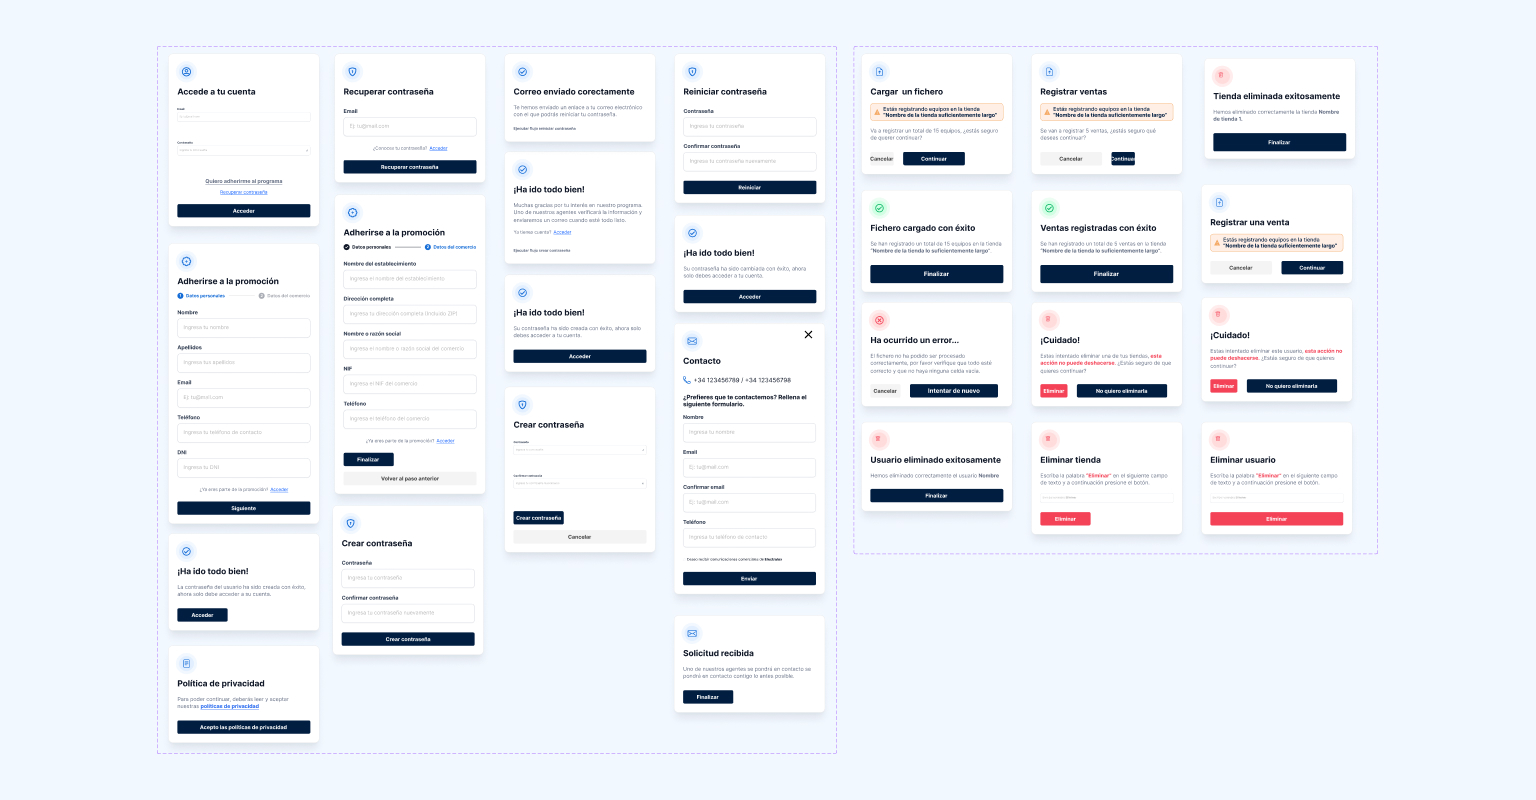 Accede a tu cuenta
Email
Contraseña
Quiero adherirme al programa
Recuperar contraseña
Acceder
Adherirse a la promoción
1 Datos personales 2 Datos del comercio
Nombre
Ingresa tu nombre
Apellidos
Ingresa tus apellidos
Email
Ej: tu@mail.com
Teléfono
Ingresa tu teléfono de contacto
DNI
Ingresa tu DNI
¿Ya eres parte de la promoción? Acceder
Siguiente
¡Ha ido todo bien!
La contraseña del usuario ha sido creada con éxito,
ahora solo debe acceder a su cuenta.
Acceder
Política de privacidad
Para poder continuar, deberás leer y aceptar
nuestras políticas de privacidad
Acepto las políticas de privacidad
Recuperar contraseña
Email
Ej: tu@mail.com
¿Conoces tu contraseña? Acceder
Recuperar contraseña
Adherirse a la promoción
Datos personales 2 Datos del comercio
Nombre del establecimiento
Ingresa el nombre del establecimiento
Dirección completa
Ingresa tu dirección completa (incluido ZIP)
Nombre o razón social
Ingresa el nombre o razón social del comercio
NIF
Ingresa el NIF del comercio
Teléfono
Ingresa el teléfono del comercio
¿Ya eres parte de la promoción? Acceder
Finalizar
Volver al paso anterior
Crear contraseña
Contraseña
Ingresa tu contraseña
Confirmar contraseña
Ingresa tu contraseña nuevamente
Crear contraseña
Correo enviado corectamente
Te hemos enviado un enlace a tu correo electrónico
con el que podrás reiniciar tu contraseña.
Ejecutar flujo reiniciar contraseña
¡Ha ido todo bien!
Muchas gracias por tu interés en nuestro programa.
Uno de nuestros agentes verificará la información y
enviaremos un correo cuando esté todo listo.
Ya tienes cuenta? Acceder
Ejecutar flujo crear contraseña
¡Ha ido todo bien!
Su contraseña ha sido creada con éxito, ahora sólo
debes acceder a tu cuenta.
Acceder
Crear contraseña
Contraseña
Confirmar contraseña
Crear contraseña
Cancelar
Reiniciar contraseña
Contraseña
Ingresa tu contraseña
Confirmar contraseña
Ingresa tu contraseña nuevamente
Reiniciar
¡Ha ido todo bien!
Su contraseña ha sido cambiada con éxito, ahora
solo debes acceder a tu cuenta.
Acceder
Contacto
+34 123456789 / +34 123456798
¿Prefieres que te contactemos? Rellena el
siguiente formulario.
Nombre
Ingresa tu nombre
Email
Ej: tu@mail.com
Confirmar email
Ej: tu@mail.com
Teléfono
Ingresa tu teléfono de contacto
Deseo recibir comunicaciones comerciales de
Enviar
Solicitud recibida
Uno de nuestros agentes se pondrá en contacto se
pondrá en contacto contigo lo antes posible.
Finalizar
Cargar un fichero
Estás registrando equipos en la tienda
"Nombre de la tienda suficientemente largo"
Va a registrar un total de 15 equipos, ¿estás seguro
de querer continuar?
Cancelar
Continuar
Fichero cargado con éxito
Se han registrado un total de 15 equipos en la tienda
"Nombre de la tienda lo suficientemente largo".
Finalizar
Ha ocurrido un error...
El fichero no ha podido ser procesado
correctamente, por favor verifique que todo esté
correcto y que no haya ninguna celda vacía.
Cancelar
Intentar de nuevo
Usuario eliminado exitosamente
Hemos eliminado correctamente al usuario Nombre
Finalizar
Registrar ventas
Estás registrando equipos en la tienda
"Nombre de la tienda suficientemente largo"
Se van a registrar 5 ventas, ¿estás seguro qué
deseas continuar?
Cancelar
Continuar
Ventas registradas con éxito
Se han registrado un total de 5 ventas en la tienda
"Nombre de la tienda lo suficientemente largo".
Finalizar
¡Cuidado!
Estas intentado eliminar una de tus tiendas, esta
acción no puede deshacerse. ¿Estás seguro de que
quieres continuar?
Eliminar
No quiero eliminarla
Eliminar tienda
Escriba la palabra "Eliminar" en el siguiente campo
de texto y a continuación presione el botón.
Eliminar
Tienda eliminada exitosamente
Hemos eliminado correctamente la tienda Nombre
de tienda 1.
Finalizar
Registrar una venta
Estás registrando equipos en la tienda
"Nombre de la tienda suficientemente largo"
Cancelar
Continuar
¡Cuidado!
Estas intentado eliminar este usuario, esta acción no
puede deshacerse. ¿Estás seguro de que quieres
continuar?
Eliminar
No quiero eliminarla
Eliminar usuario
Escriba la palabra "Eliminar" en el siguiente campo
de texto y a continuación presione el botón.
Eliminar